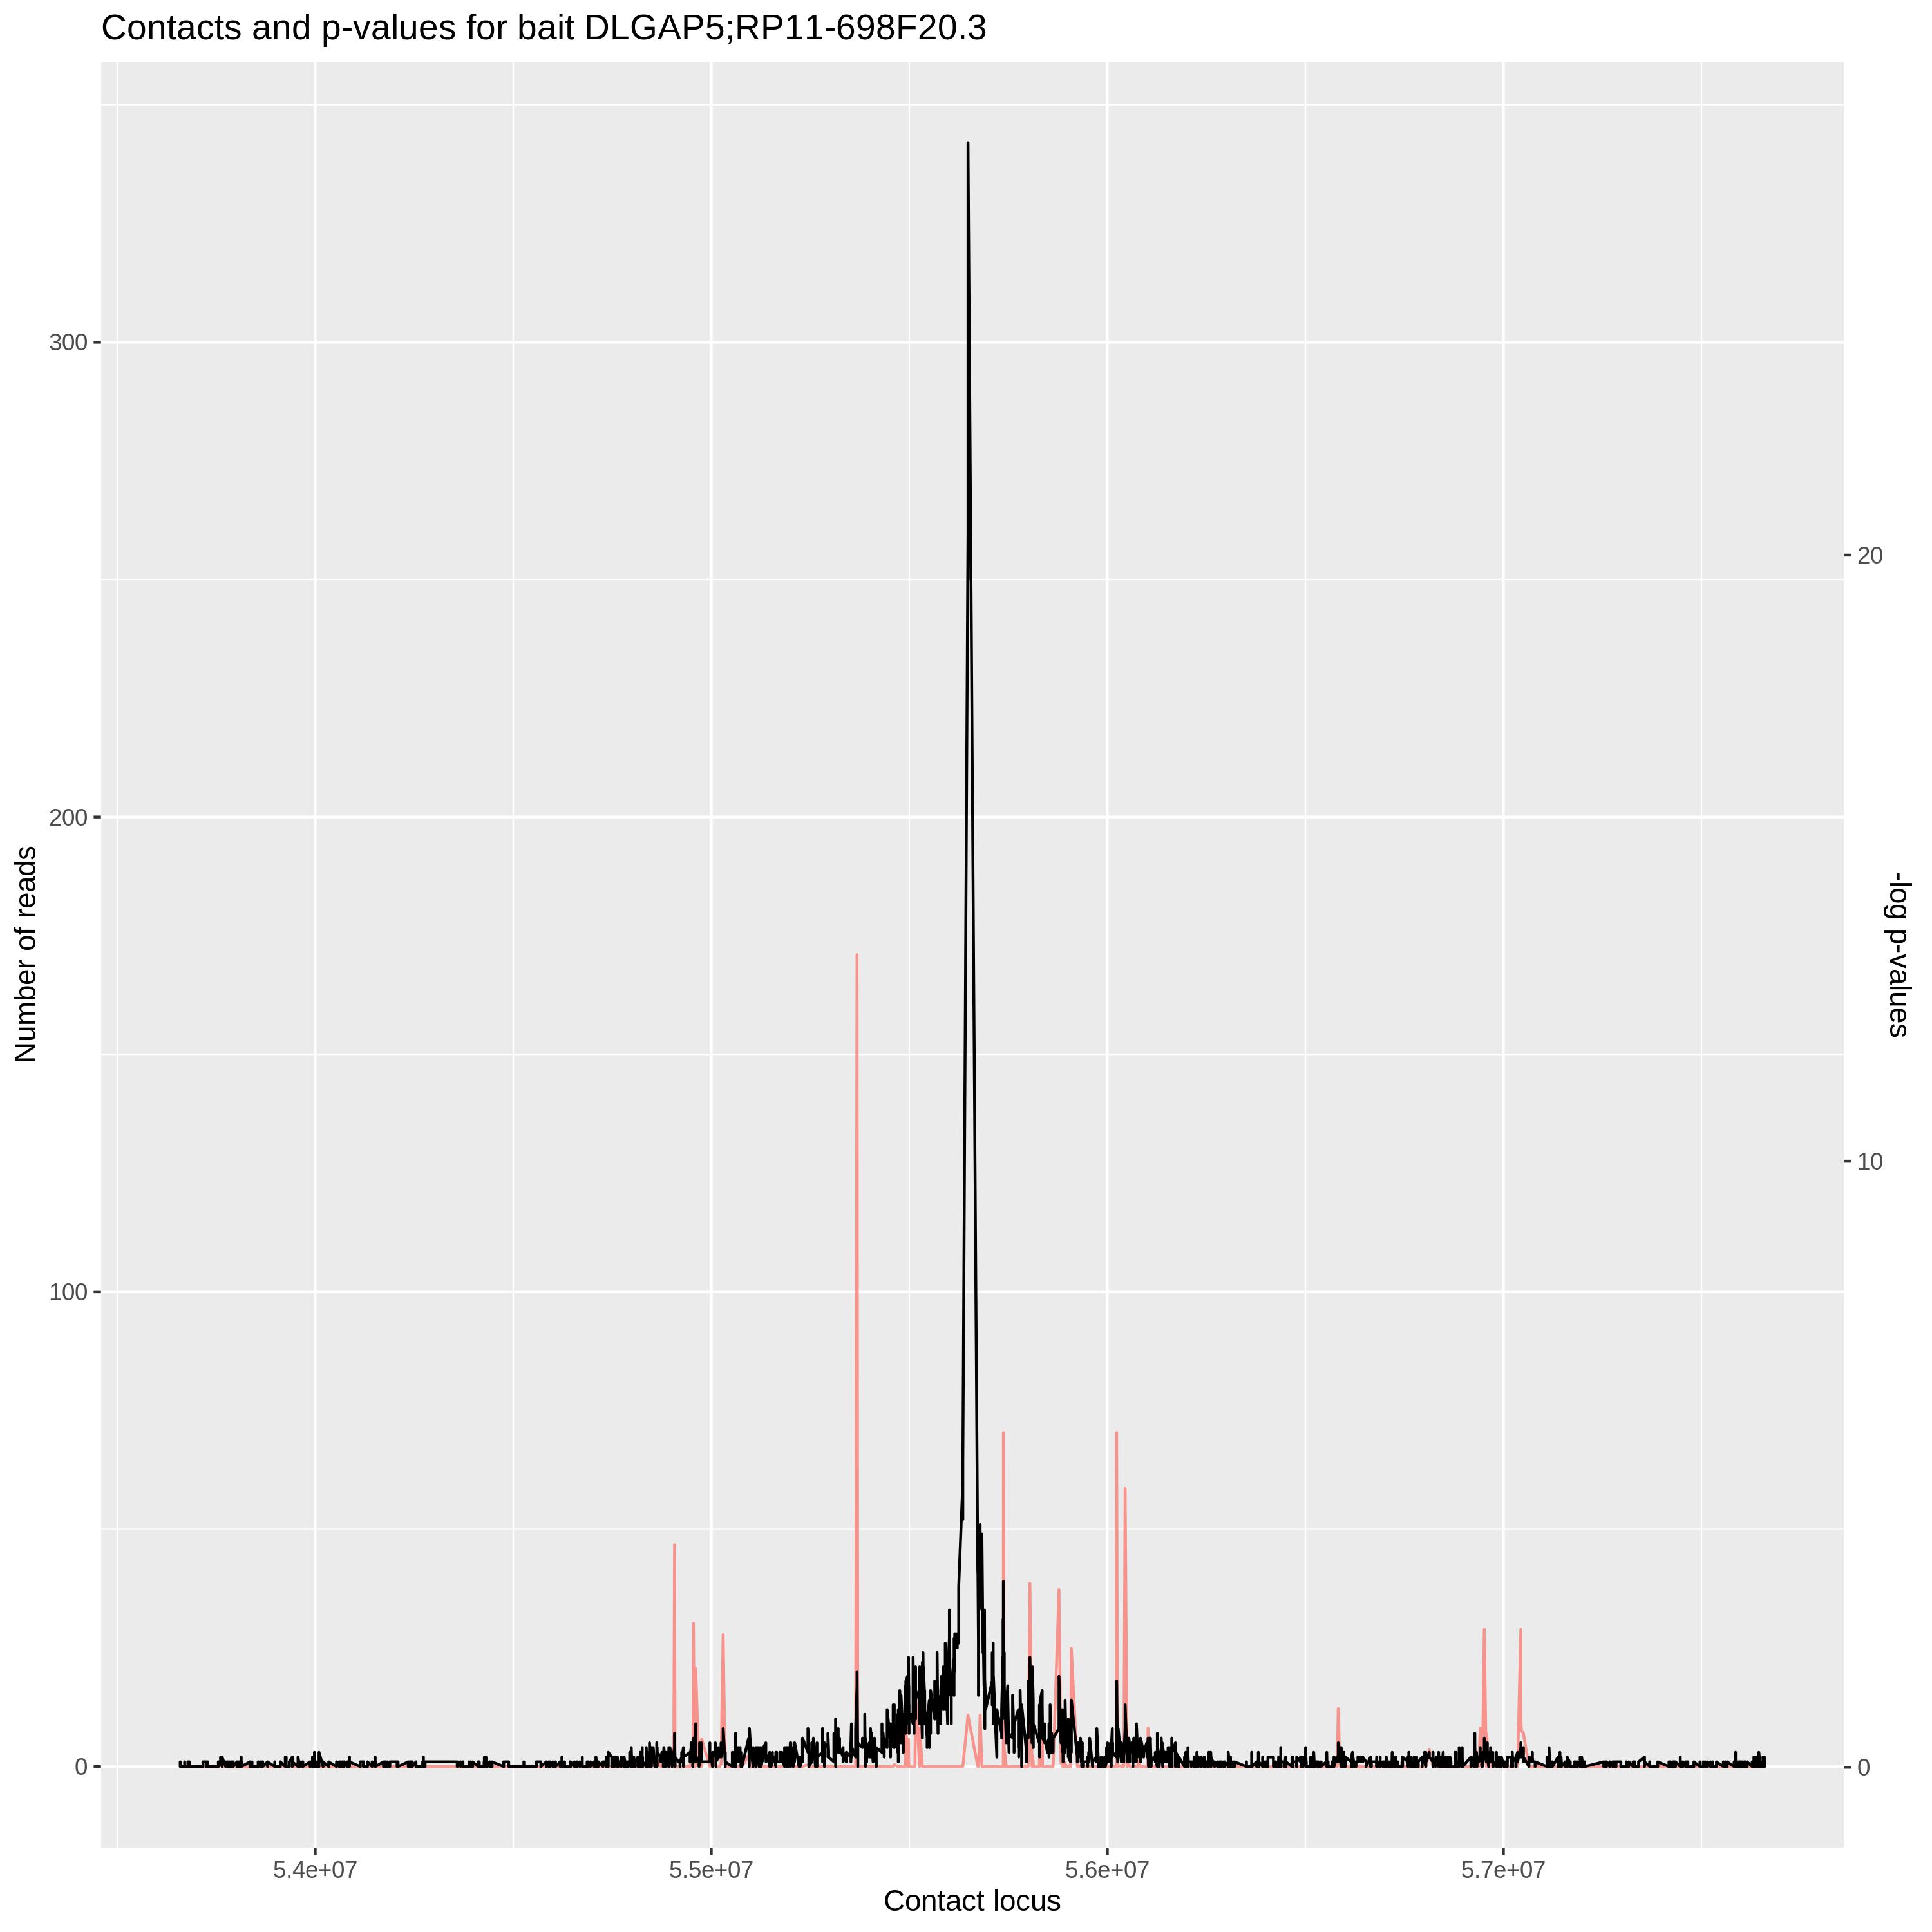 Contacts and p-values for bait DLGAP5;RP11-698F20.3
Number of reads
300
200
100
0
20
10
0
-log p-values
5.4e+07 5.5e+07 5.6e+07 5.7e+07
Contact locus